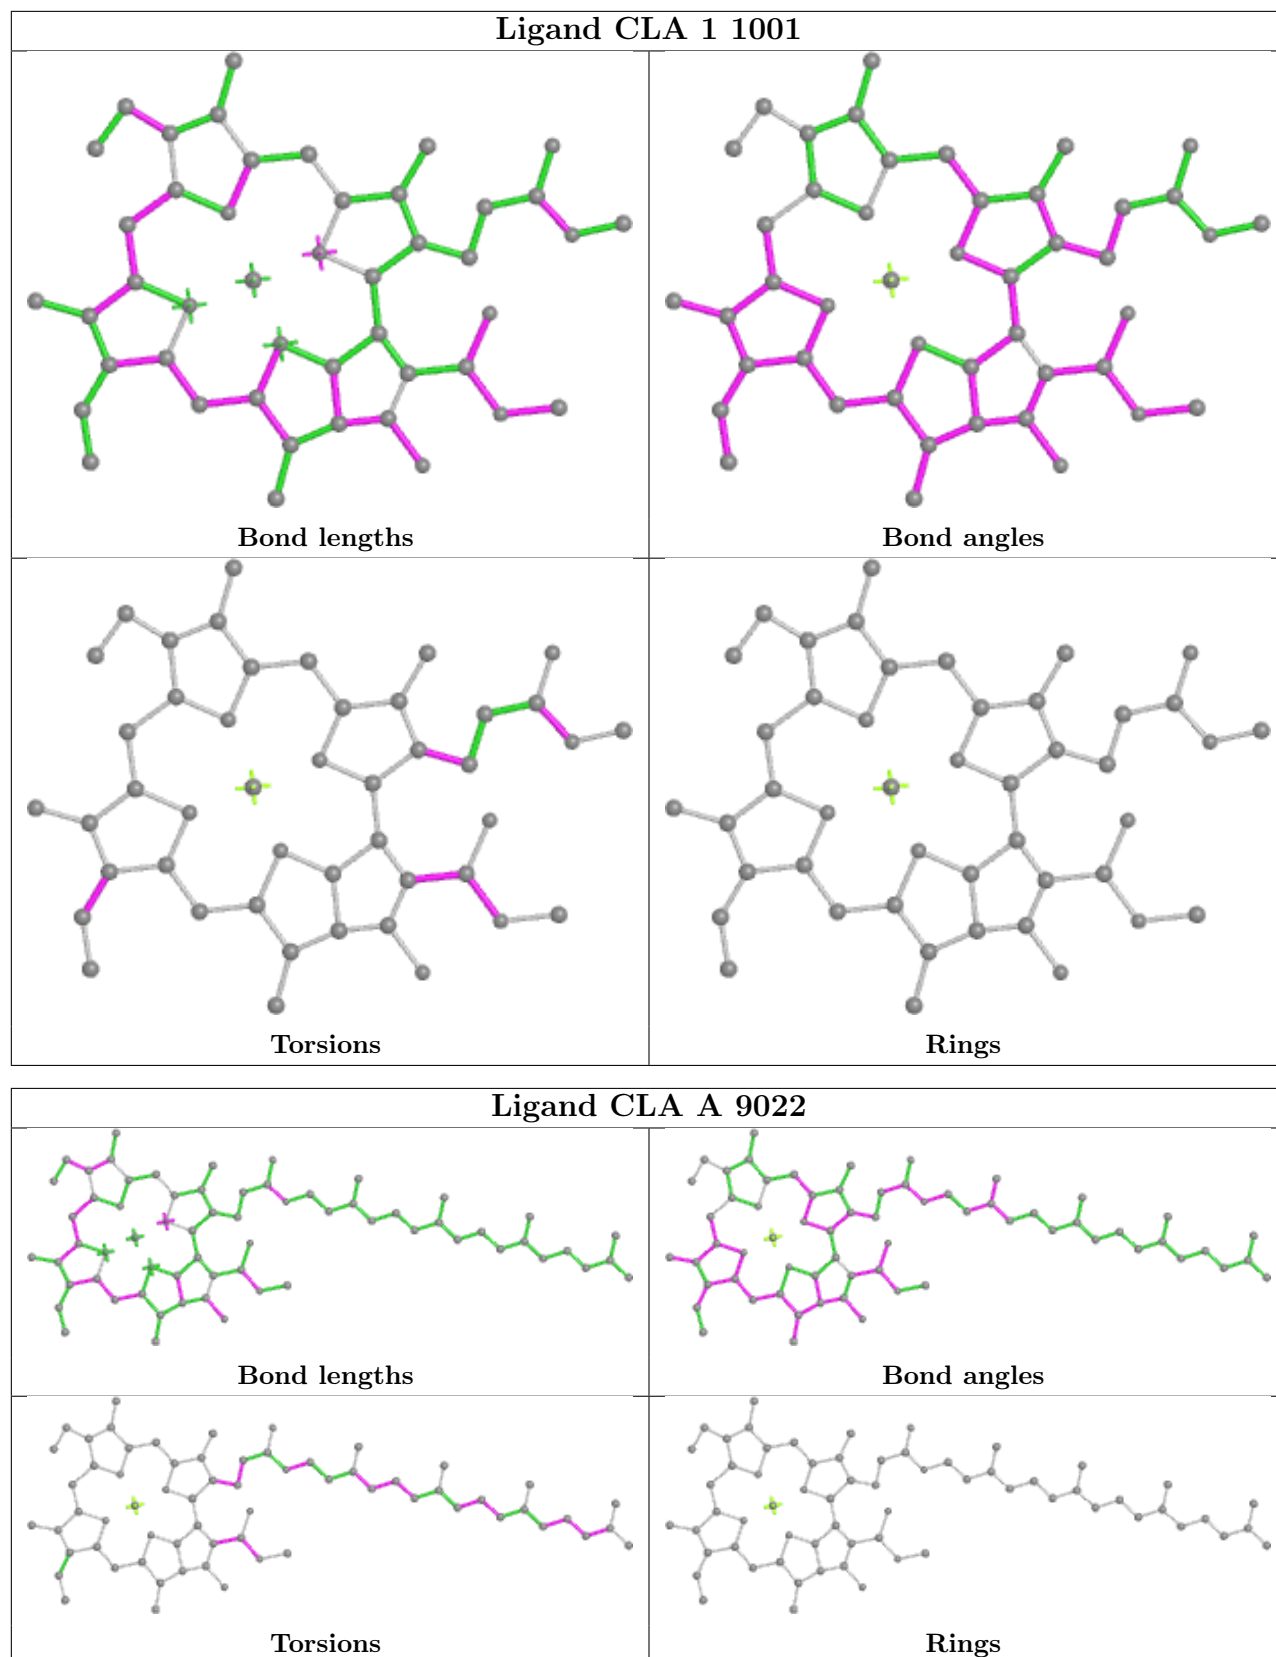 Ligand CLA 1 1001
Bond lengths
Bond angles
Torsions
Rings
Ligand CLA A 9022
Bond lengths
Bond angles
Torsions
Rings